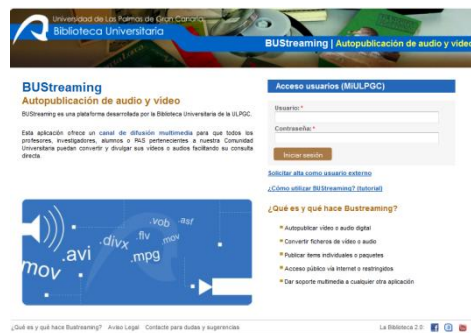 Universidad de Las Palmas de Gran Canaria
Biblioteca Universitaria
BUStreaming | Autopublicación de audio y video
BUStreaming
Autopublicación de audio y video
BUStreaming es una plataforma desarrollada por la Biblioteca Universitaria de la ULPGC.
Esta aplicación ofrece un canal de difusión multimedia para que todos los
profesores, investigadores, alumnos o PAS pertenecientes a nuestra Comunidad
Universitaria puedan convertir y divulgar sus vídeos o audios facilitando su consulta
directa.
Acceso usuarios (MiULPGC)
Usuario: *
Contraseña: *
Iniciar sesión
Solicitar alta como usuario externo
¿Cómo utilizar BUStreaming? (tutorial)
¿Qué es y qué hace Bustreaming?
Autopublicar vídeo o audio digital
Convertir ficheros de vídeo o audio
Publicar ítems individuales o paquetes
Acceso público vía Internet o restringidos
Dar soporte multimedia a cualquier otra aplicación
.vob .asf
.divx .flv .mov
.avi .mpg
mov
¿Qué es y qué hace Bustreaming? Aviso Legal Contacto para dudas y sugerencias
La Biblioteca 2.0: